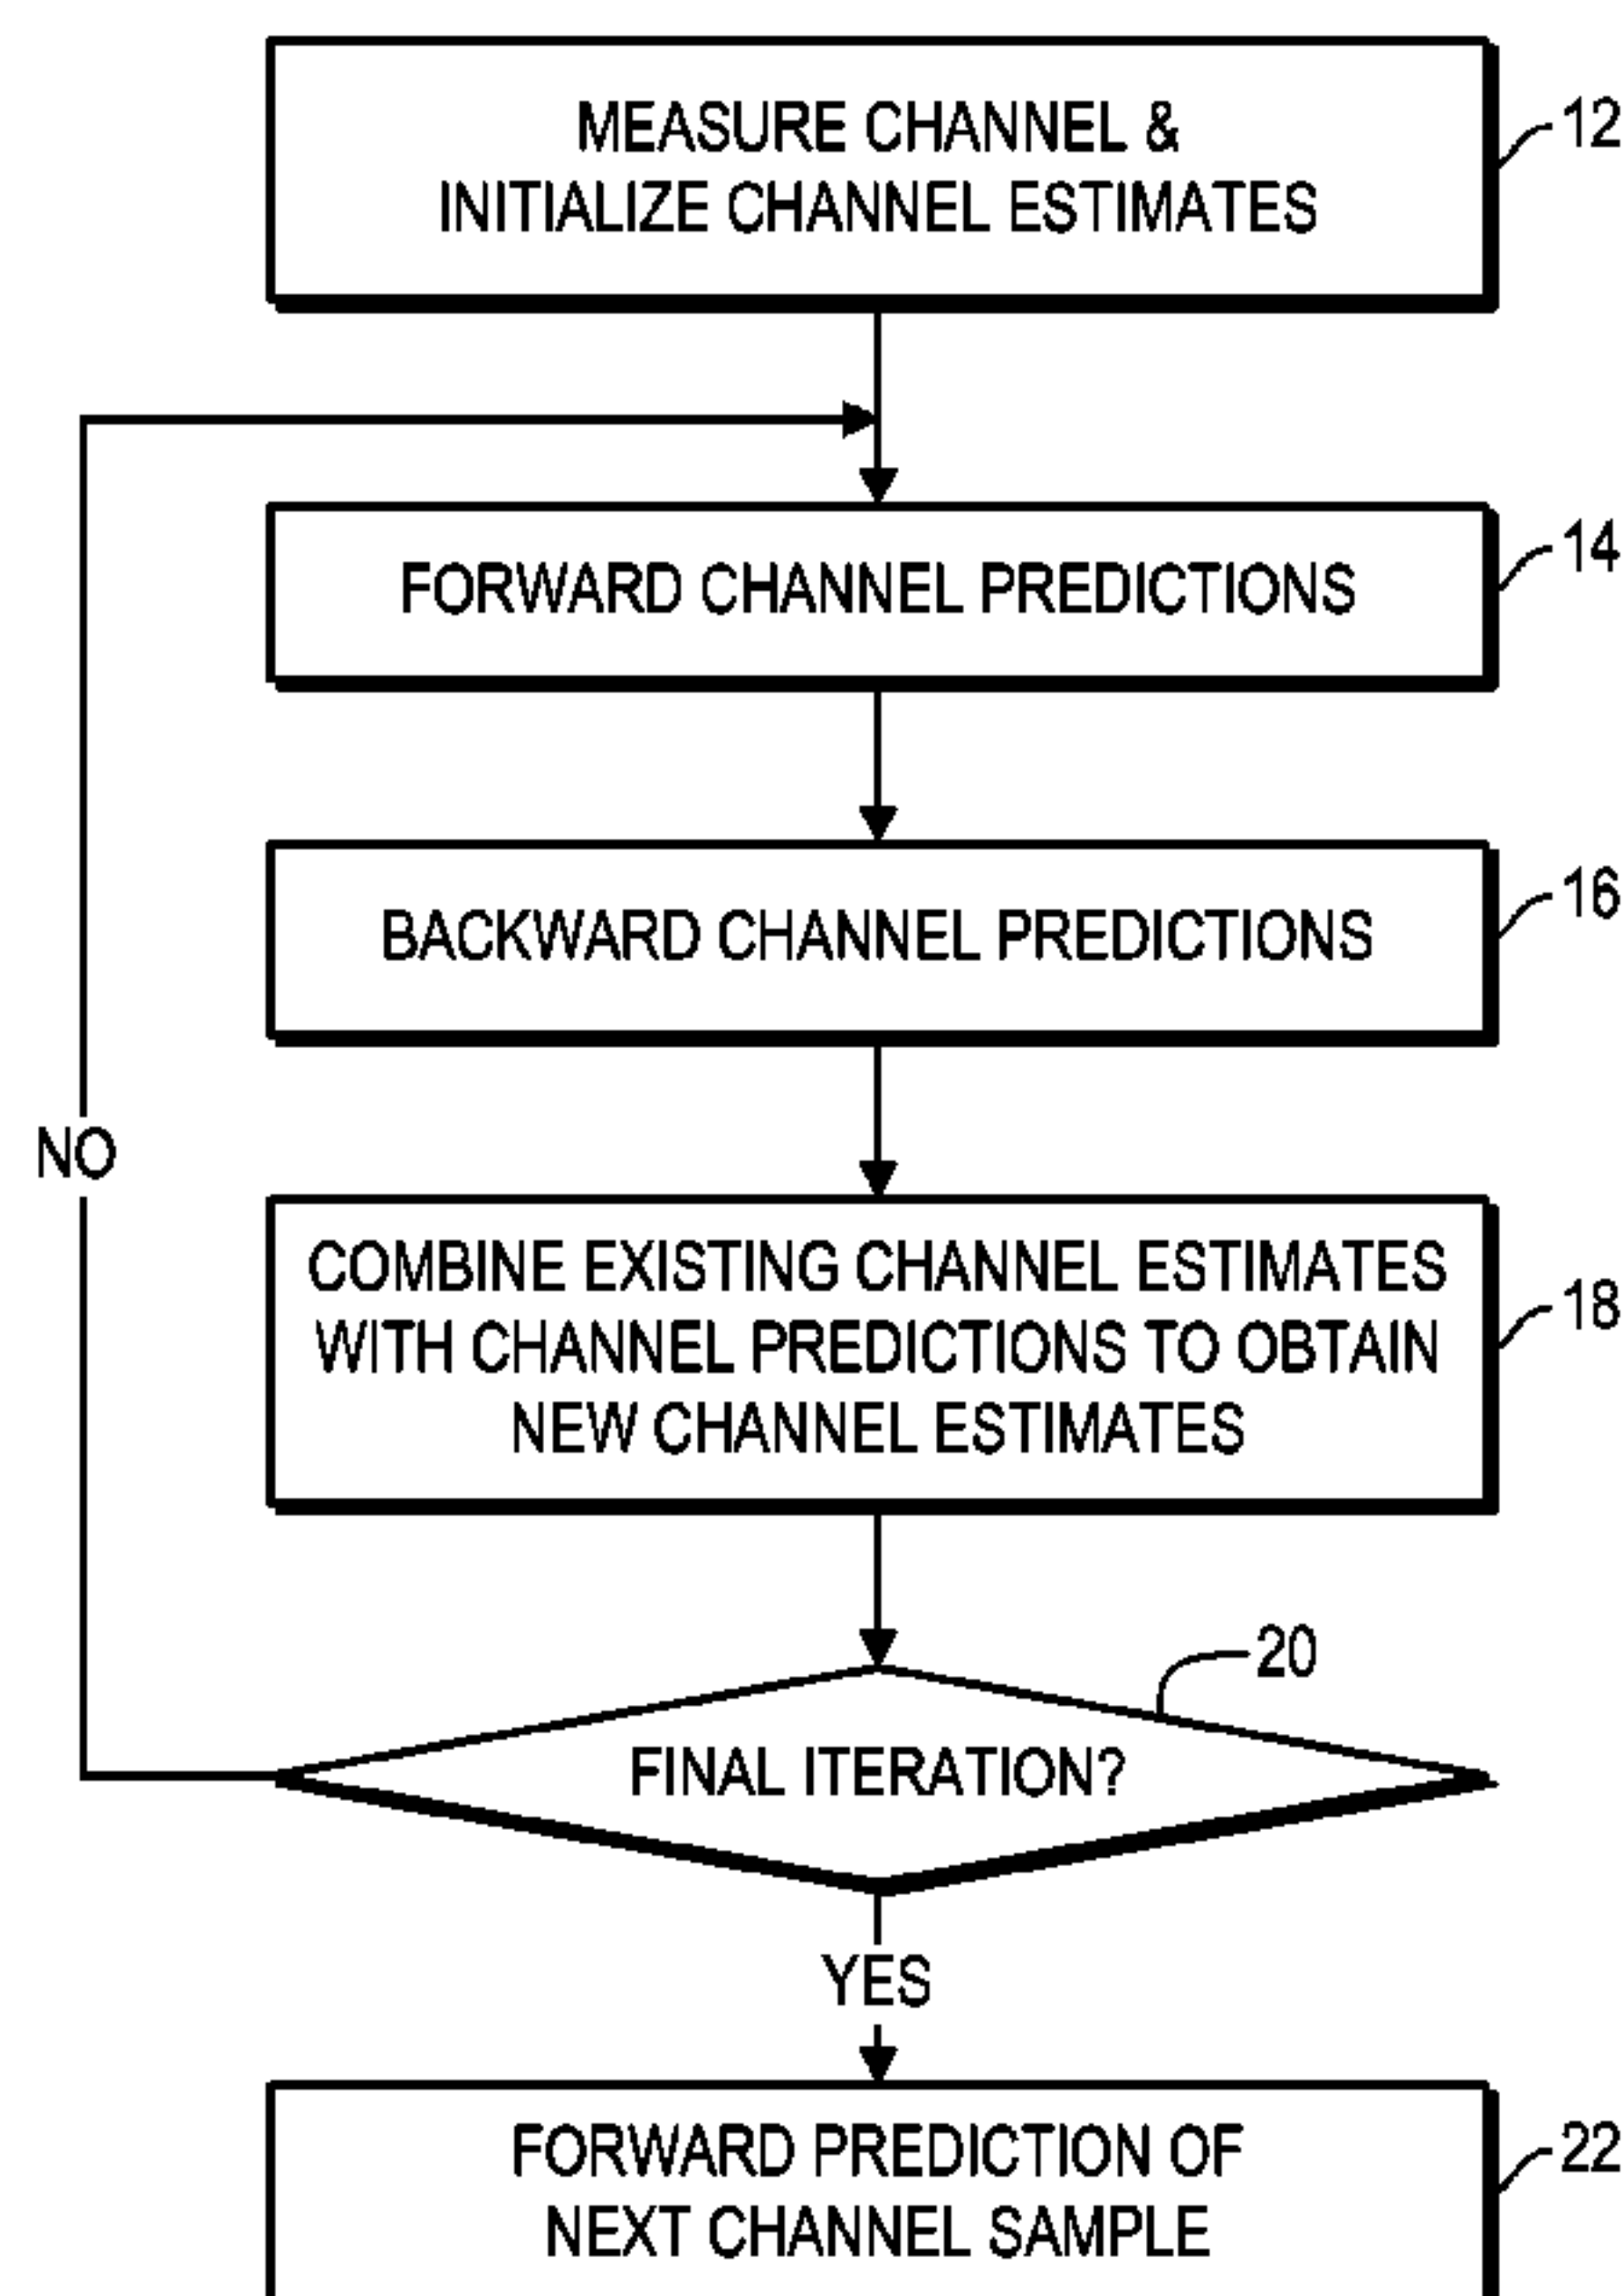 MEASURE CHANNEL &
INITIALIZE CHANNEL ESTIMATES
12
FORWARD CHANNEL PREDICTIONS
14
BACKWARD CHANNEL PREDICTIONS
16
NO
COMBINE EXISTING CHANNEL ESTIMATES
WITH CHANNEL PREDICTIONS TO OBTAIN
NEW CHANNEL ESTIMATES
18
20
FINAL ITERATION?
YES
FORWARD PREDICTION OF
NEXT CHANNEL SAMPLE
22